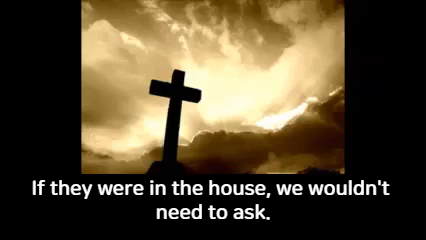 If they were in the house, we wouldn't
need to ask.